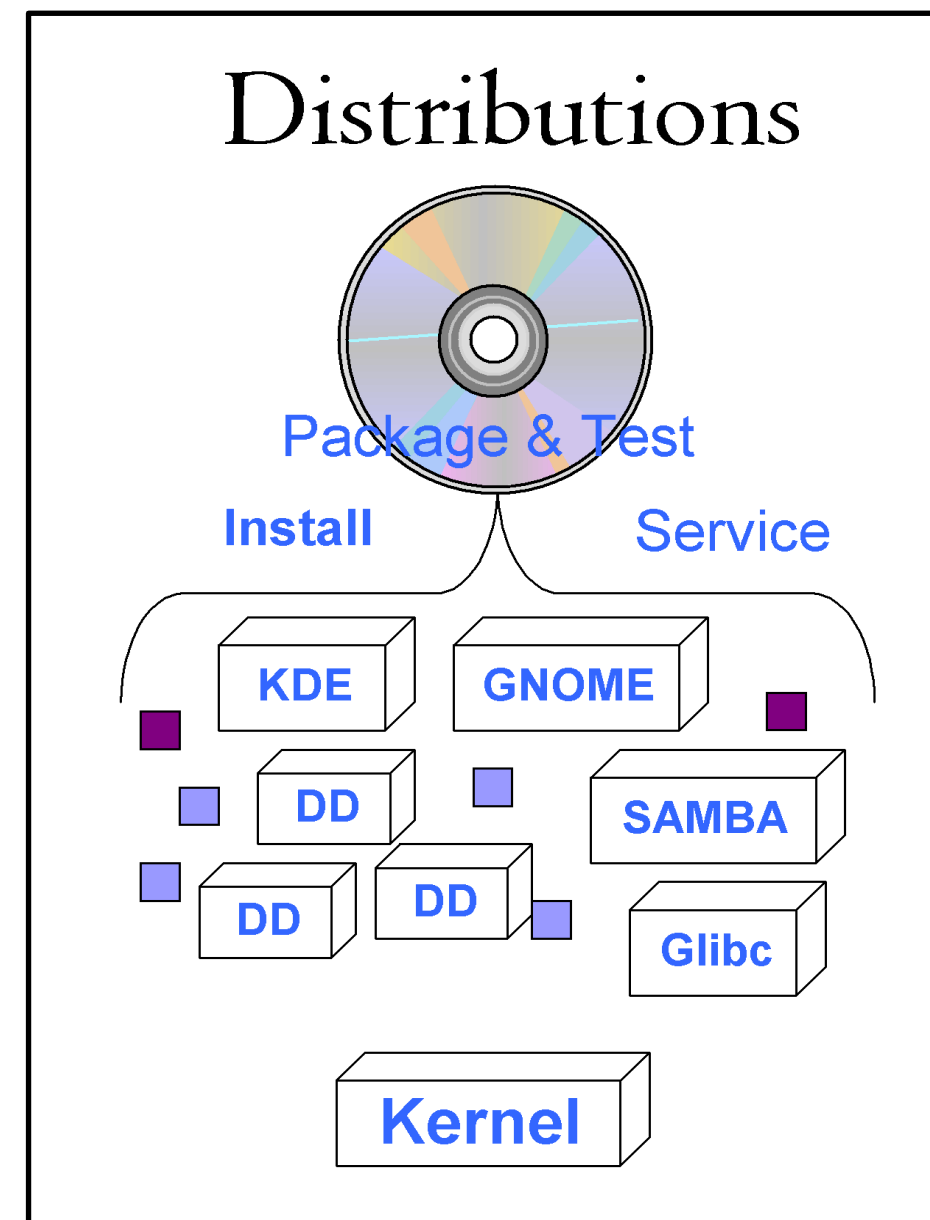 Distributions
Package & Test
Install
Service
KDE
GNOME
DD
SAMBA
DD
DD
Glibc
Kernel